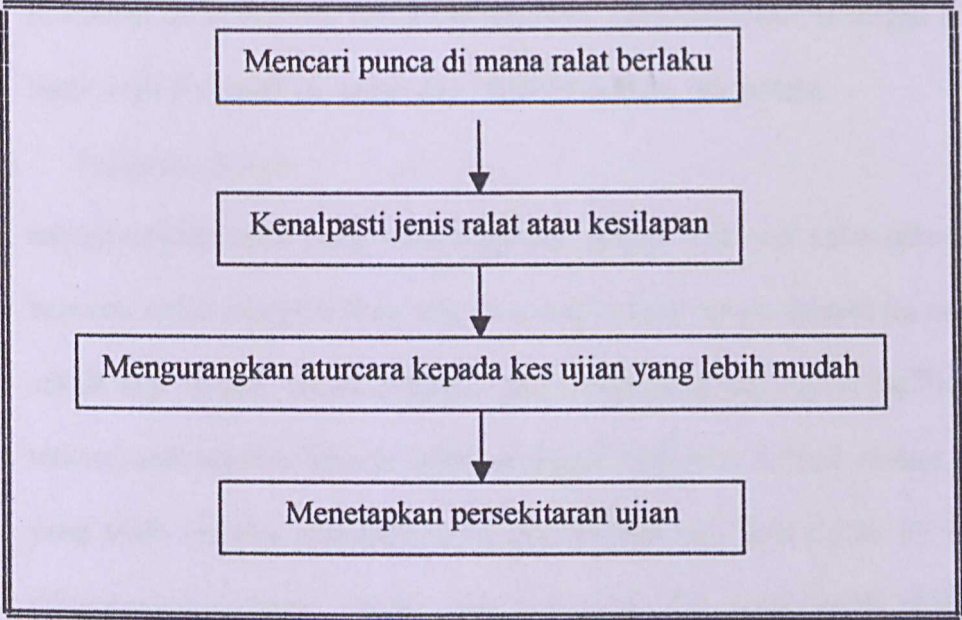 Mencari punca di mana ralat berlaku
Kenalpasti jenis ralat atau kesilapan
Mengurangkan aturcara kepada kes ujian yang lebih mudah
Menetapkan persekitaran ujian